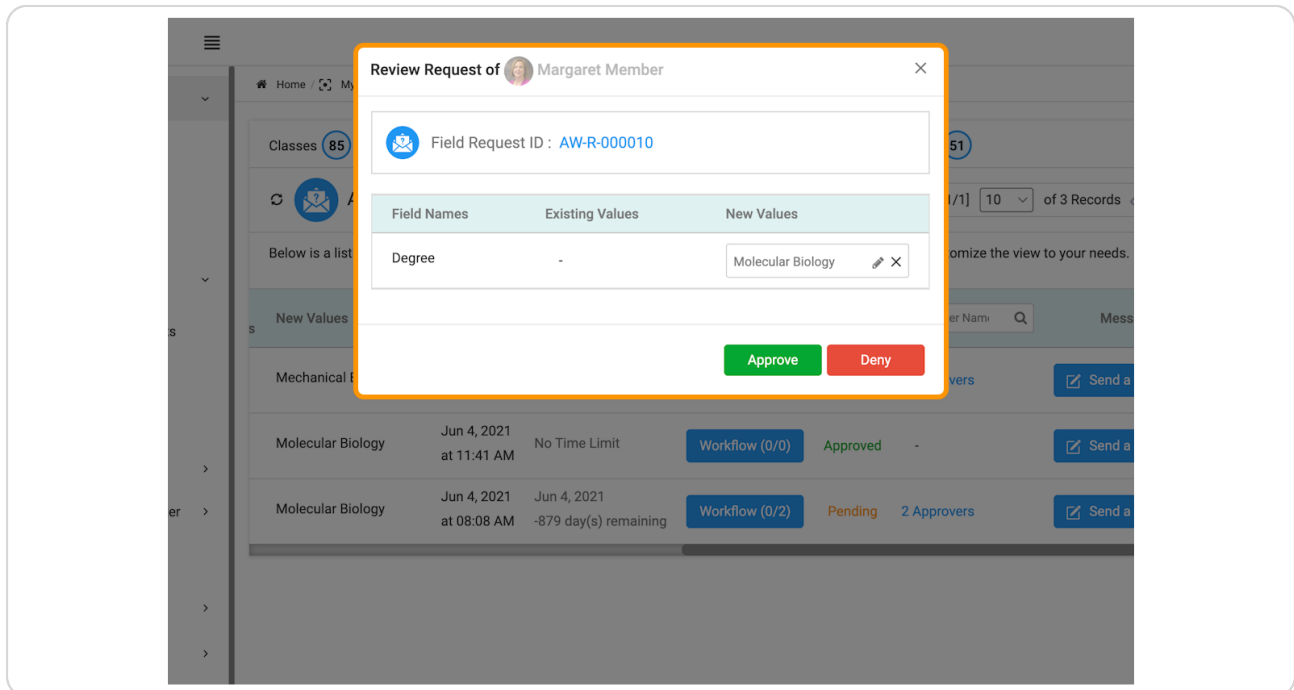 Review Request of Margaret Member
Home / My
Classes 85
51
Field Request ID : AW-R-000010
1/1] 10 of 3 Records
Field Names Existing Values New Values
Below is a list
omize the view to your needs.
Degree - Molecular Biology
s New Values
er Nam
Mess
s
Approve Deny
Mechanical
vers
Send a
Molecular Biology
Jun 4, 2021
at 11:41 AM
No Time Limit
Workflow (0/0)
Approved
-
Send a
er
Molecular Biology
Jun 4, 2021
at 08:08 AM
Jun 4, 2021
-879 day(s) remaining
Workflow (0/2)
Pending
2 Approvers
Send a